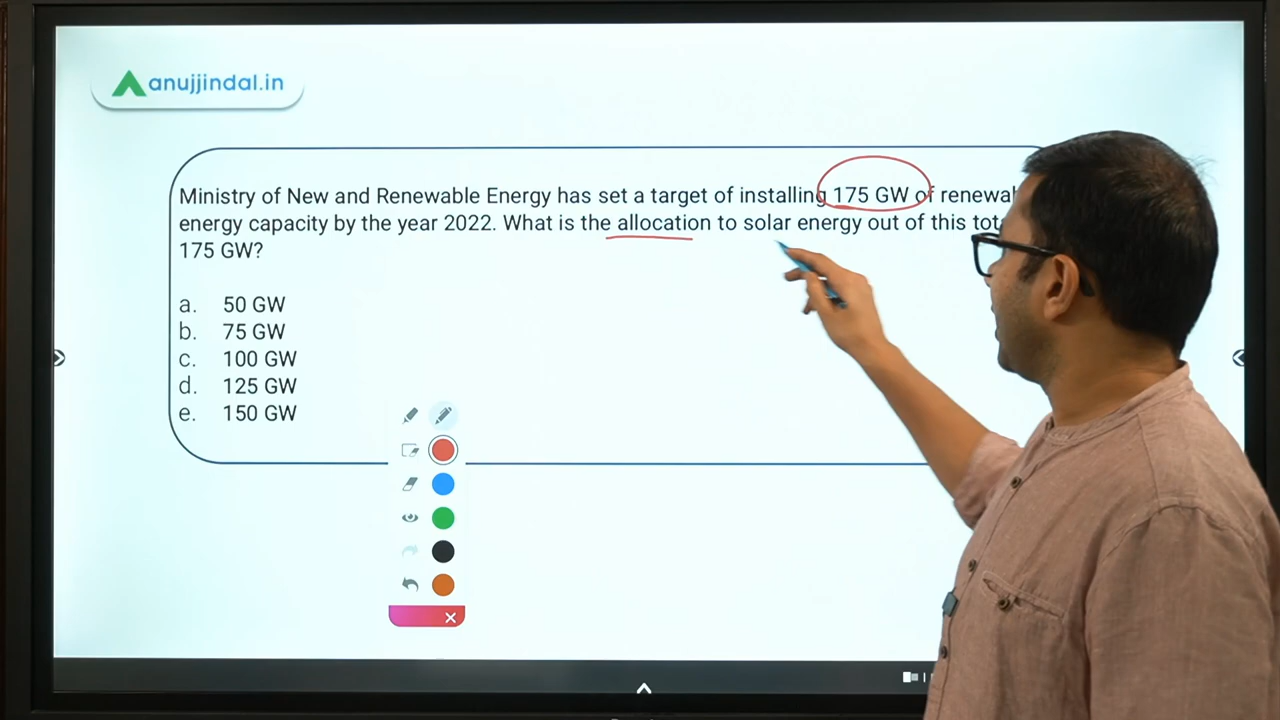 anujjindal.in
Ministry of New and Renewable Energy has set a target of installing 175 GW of
energy capacity by the year 2022. What is the allocation to solar energy out of this
175 GW?
a. 50 GW
b. 75 GW
c. 100 GW
d. 125 GW
e. 150 GW